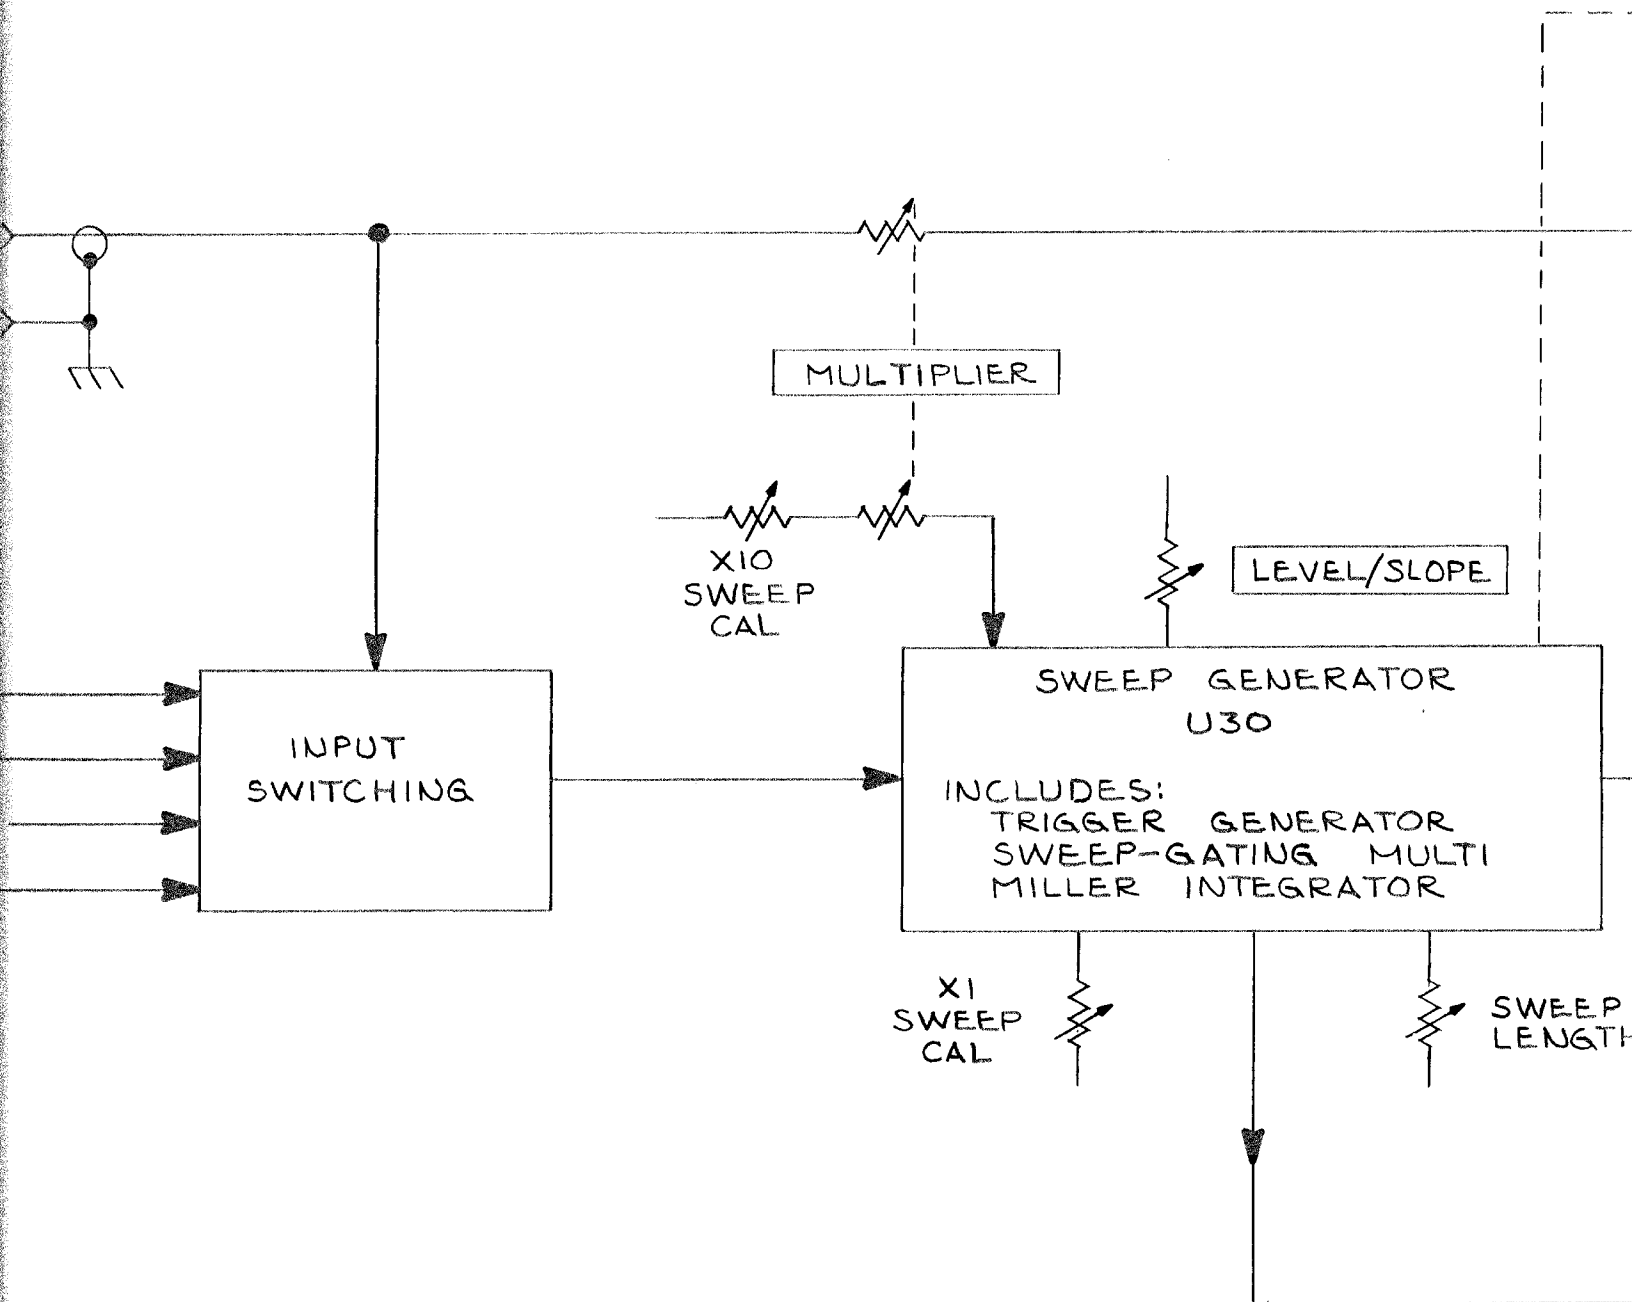 MULTIPLIER
X10
SWEEP
CAL
LEVEL/SLOPE
SWEEP GENERATOR
U30
INCLUDES:
TRIGGER GENERATOR
SWEEP-GATING MULTI
MILLER INTEGRATOR
INPUT
SWITCHING
X1
SWEEP
CAL
SWEEP
LENGTH